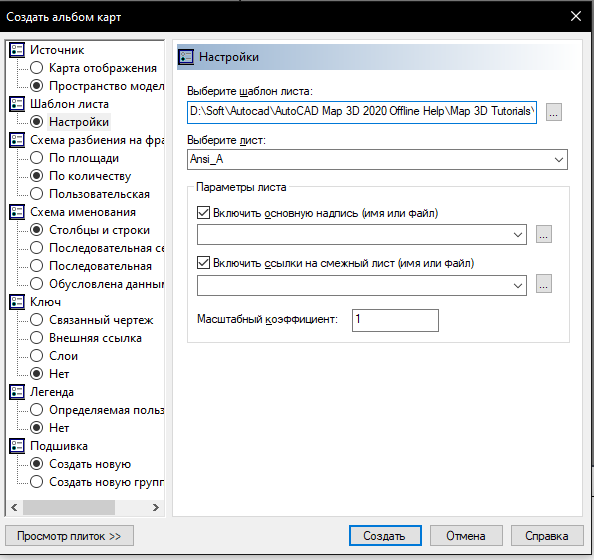 Создать альбом карт
Источник
Карта отображения
Пространство модел
Шаблон листа
Настройки
Схема разбиения на фра
По площади
По количеству
Пользовательская
Схема именования
Столбцы и строки
Последовательная се
Последовательная
Обусловлена данны
Ключ
Связанный чертеж
Внешняя ссылка
Слои
Нет
Легенда
Определяемая польз
Нет
Подшивка
Создать новую
Создать новую групп
Настройки
Выберите шаблон листа:
D:\Soft\Autocad\AutoCAD Map 3D 2020 Offline Help\Map 3D Tutorials\
...
Выберите лист:
Ansi_A
Параметры листа
Включить основную надпись (имя или файл)
...
Включить ссылки на смежный лист (имя или файл)
...
Масштабный коэффициент:
1
Просмотр плиток >>
Создать
Отмена
Справка